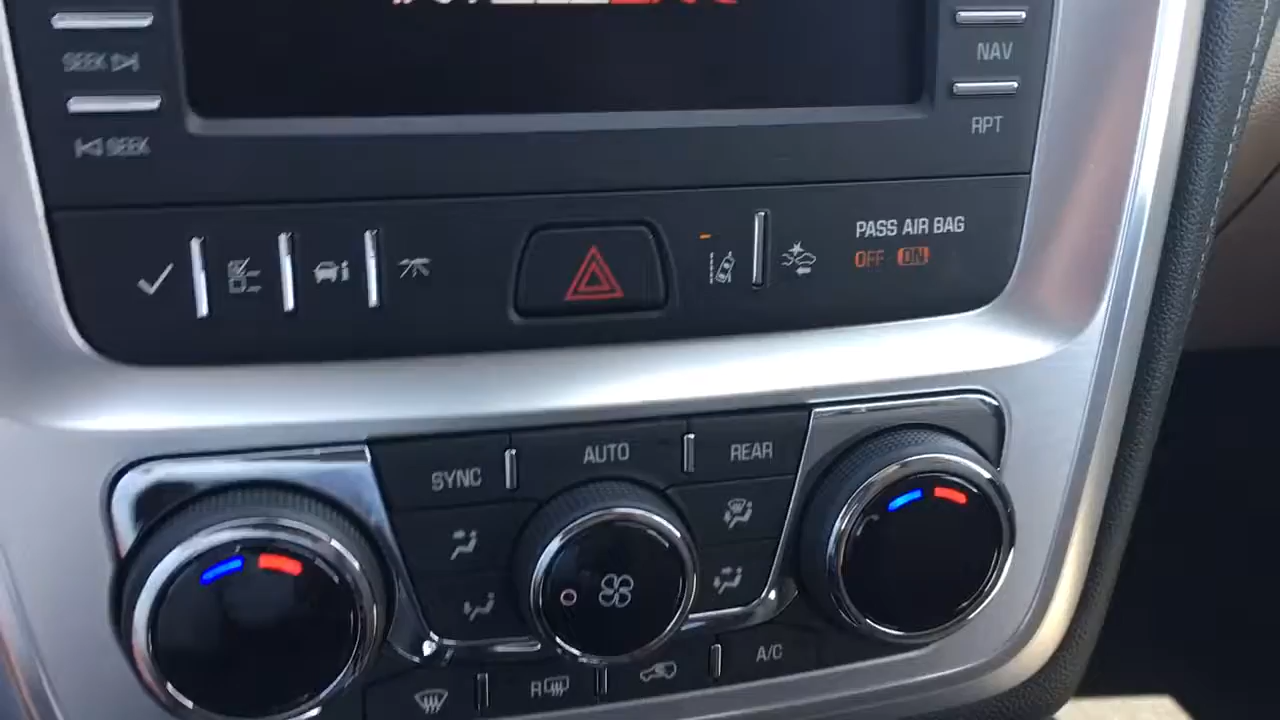 SEEK
NAV
SEEK
RPT
PASS AIR BAG
OFF ON
SYNC
AUTO
REAR
R
A/C